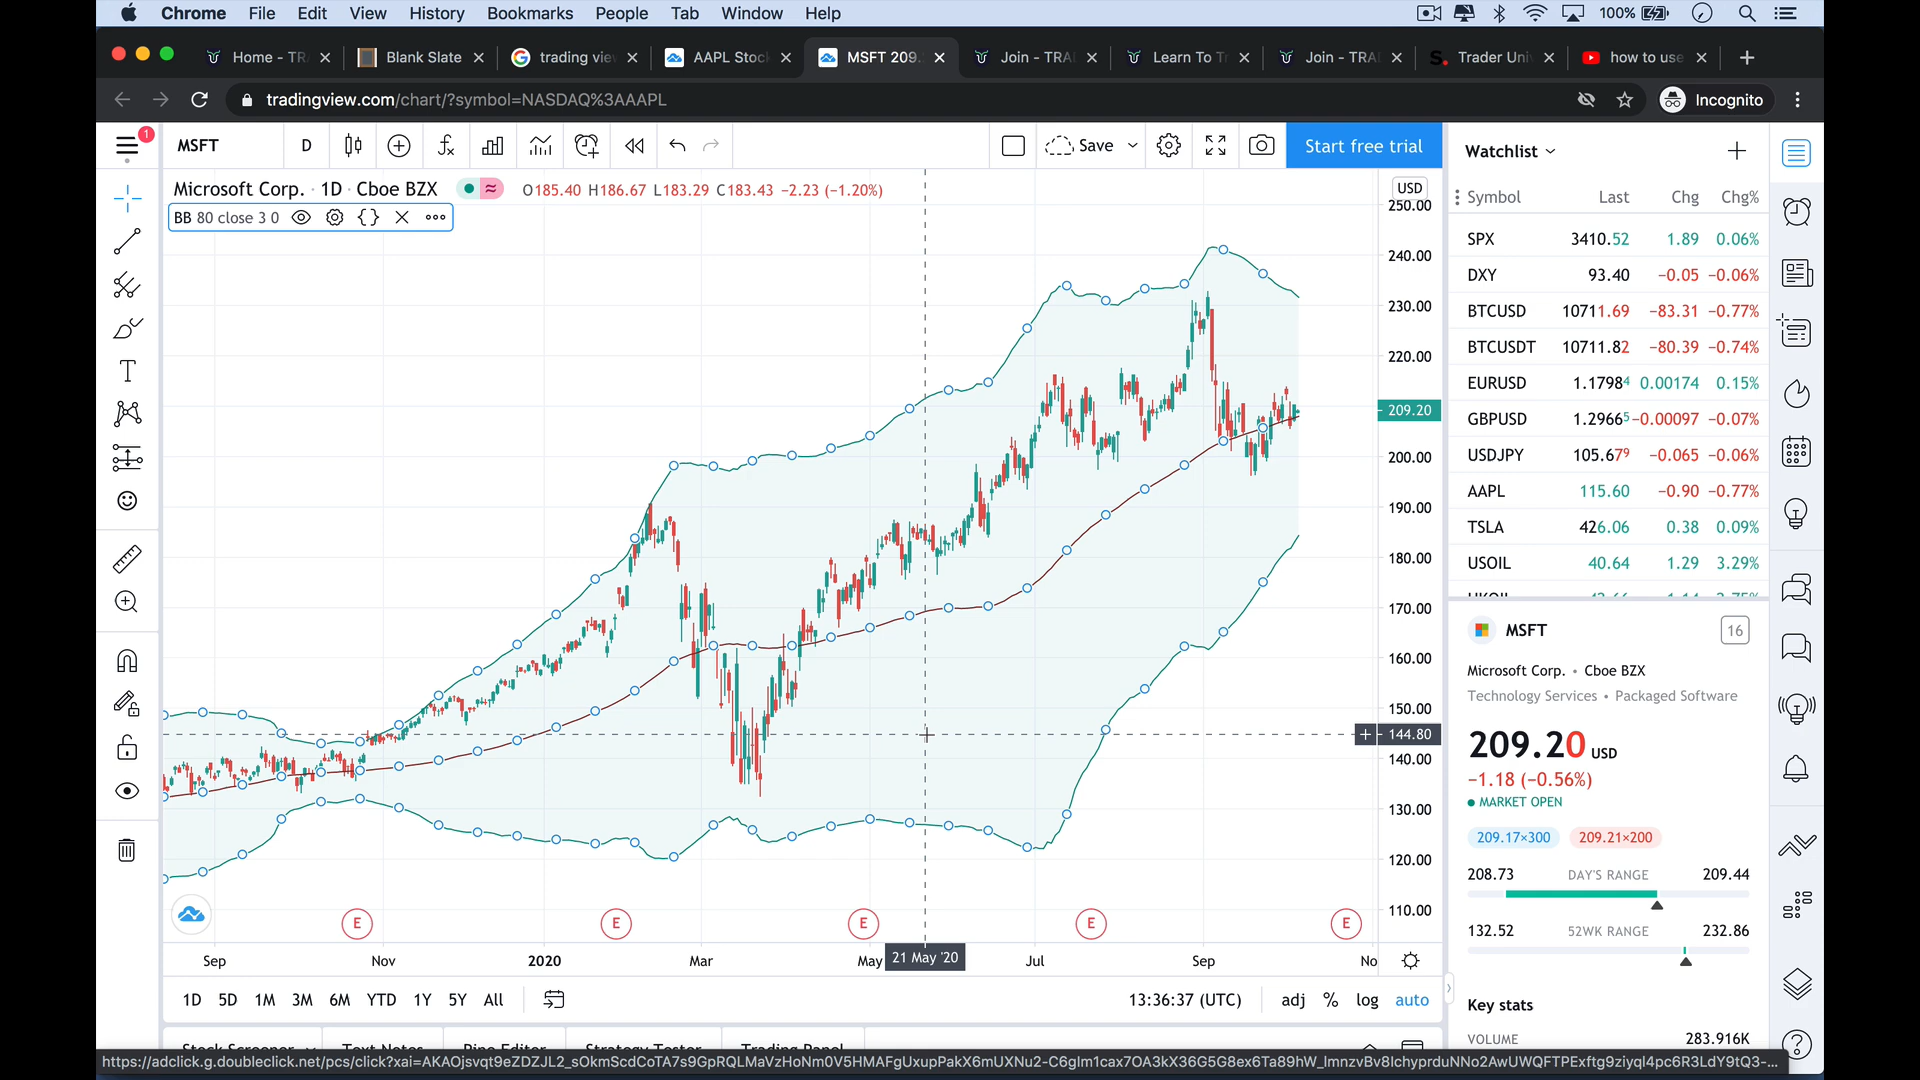 Chrome File Edit View History Bookmarks People Tab Window Help 100%
Home - TR Blank Slate trading vie AAPL Stoc MSFT 209. Join - TRA Learn To T Join - TRA Trader Uni how to use
tradingview.com/chart/?symbol=NASDAQ%3AAAPL Incognito
1
MSFT D Save Start free trial
Microsoft Corp. · 1D · Cboe BZX O185.40 H186.67 L183.29 C183.43 −2.23 (−1.20%)
BB 80 close 3 0
USD
250.00
240.00
230.00
220.00
209.20
200.00
190.00
180.00
170.00
160.00
150.00
144.80
140.00
130.00
120.00
110.00
E E E E E
Sep Nov 2020 Mar May 21 May '20 Jul Sep No
1D 5D 1M 3M 6M YTD 1Y 5Y All 13:36:37 (UTC) adj % log auto
Stock Screener Text Notes Pine Editor Strategy Tester Trading Panel
Watchlist
Symbol Last Chg Chg%
SPX 3410.52 1.89 0.06%
DXY 93.40 −0.05 −0.06%
BTCUSD 10711.69 −83.31 −0.77%
BTCUSDT 10711.82 −80.39 −0.74%
EURUSD 1.17984 0.00174 0.15%
GBPUSD 1.29665 −0.00097 −0.07%
USDJPY 105.679 −0.065 −0.06%
AAPL 115.60 −0.90 −0.77%
TSLA 426.06 0.38 0.09%
USOIL 40.64 1.29 3.29%
MSFT 16
Microsoft Corp. • Cboe BZX
Technology Services • Packaged Software
209.20 USD
−1.18 (−0.56%)
MARKET OPEN
209.17×300 209.21×200
208.73 DAY'S RANGE 209.44
132.52 52WK RANGE 232.86
Key stats
VOLUME 283.916K